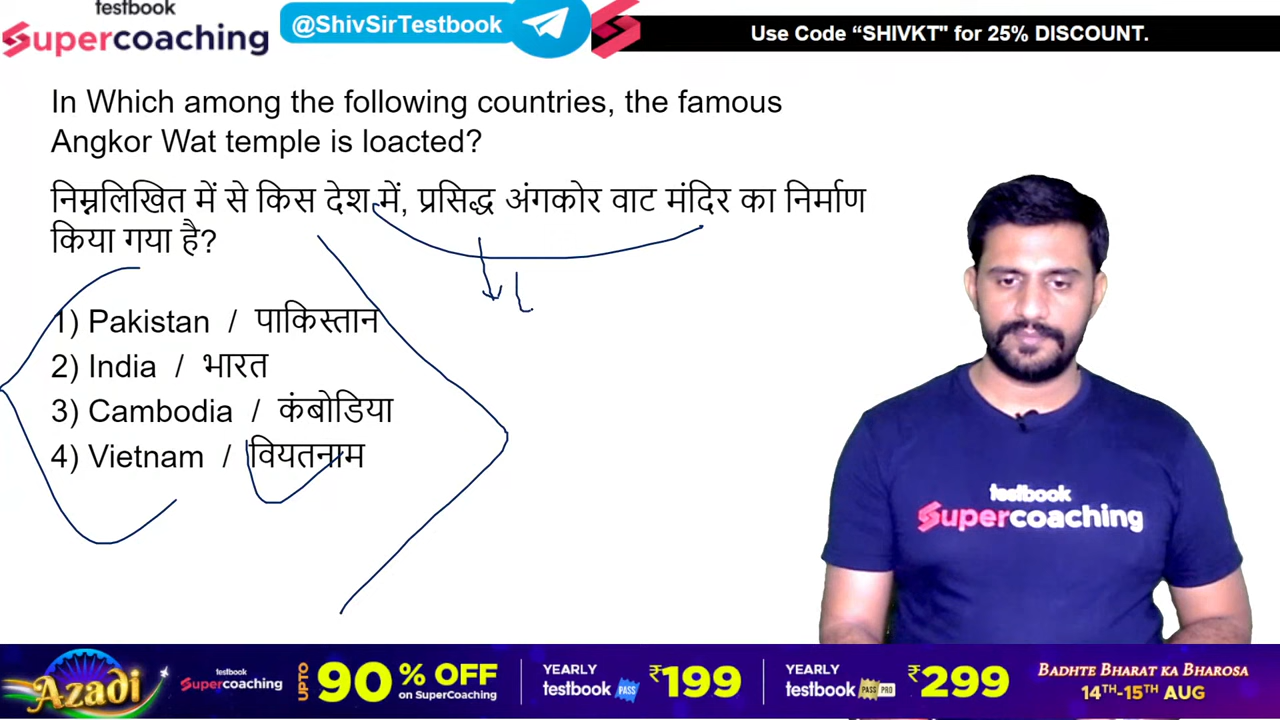 testbook
Supercoaching
@ShivSirTestbook
Use Code “SHIVKT" for 25% DISCOUNT.
In Which among the following countries, the famous
Angkor Wat temple is loacted?
निम्नलिखित में से किस देश में, प्रसिद्ध अंगकोर वाट मंदिर का निर्माण
किया गया है?
1) Pakistan / पाकिस्तान
2) India / भारत
3) Cambodia / कंबोडिया
4) Vietnam / वियतनाम
testbook
Supercoaching
Azadi
testbook
Supercoaching
UPTO 90% OFF
on SuperCoaching
YEARLY
testbook PASS
₹199
YEARLY
testbook PASS PRO
₹299
BADHTE BHARAT KA BHAROSA
14TH-15TH AUG